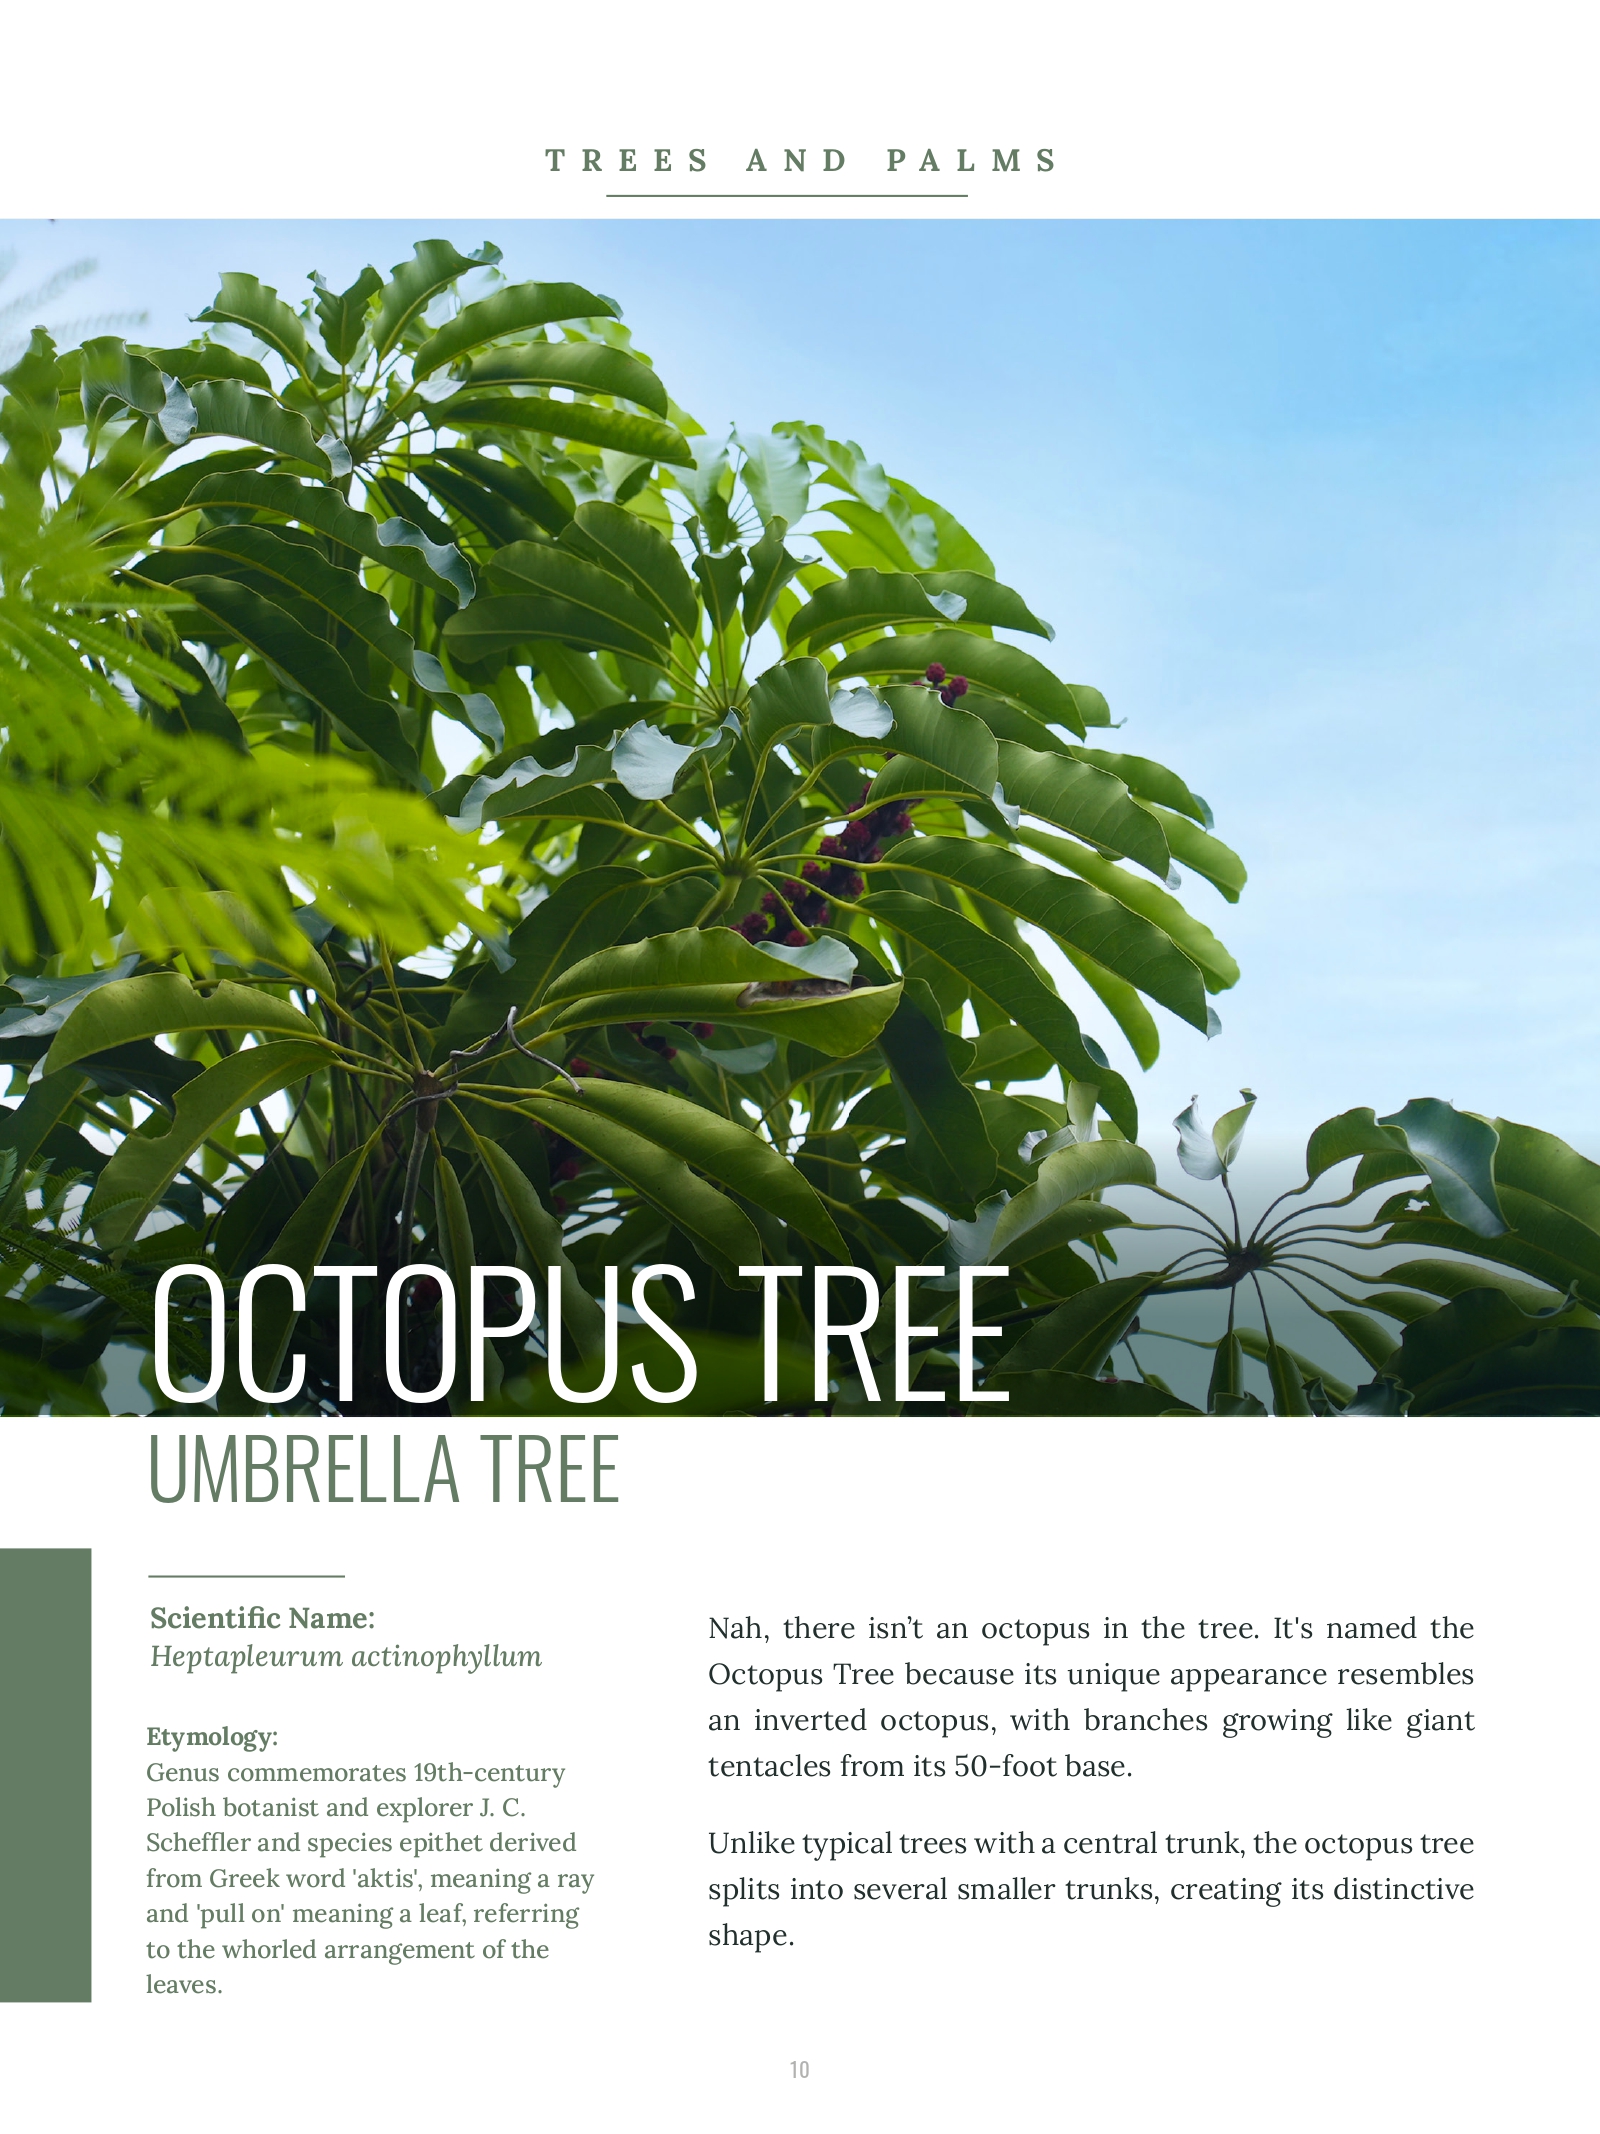 TREES AND PALMS
OCTOPUS TREE
UMBRELLA TREE
Scientific Name:
Heptapleurum actinophyllum
Etymology:
Genus commemorates 19th-century
Polish botanist and explorer J. C.
Scheffler and species epithet derived
from Greek word 'aktis', meaning a ray
and 'pull on' meaning a leaf, referring
to the whorled arrangement of the
leaves.
Nah, there isn’t an octopus in the tree. It's named the
Octopus Tree because its unique appearance resembles
an inverted octopus, with branches growing like giant
tentacles from its 50-foot base.
Unlike typical trees with a central trunk, the octopus tree
splits into several smaller trunks, creating its distinctive
shape.
10